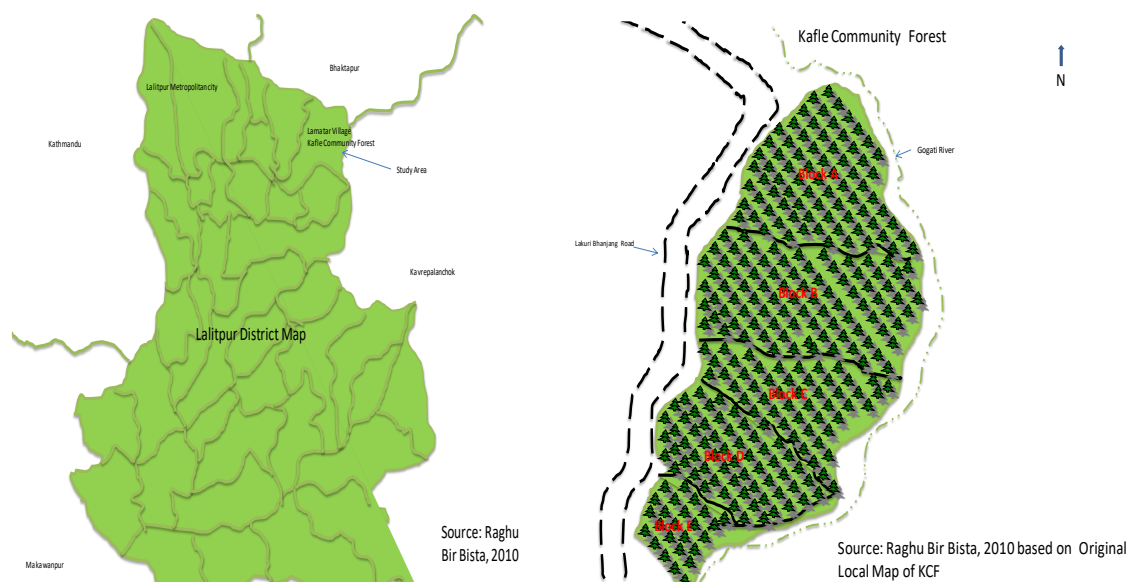 Bhaktapur
Lalitpur Metropolitancity
Lamatar Village
Kafle Community Forest
Kathmandu
Study Area
Kavrepalanchok
Lalitpur District Map
Source: Raghu
Bir Bista, 2010
Makawanpur
Kafle Community Forest
N
Gogati River
Block A
Lakuri Bhanjang Road
Block B
Block C
Block D
Block E
Source: Raghu Bir Bista, 2010 based on Original
Local Map of KCF